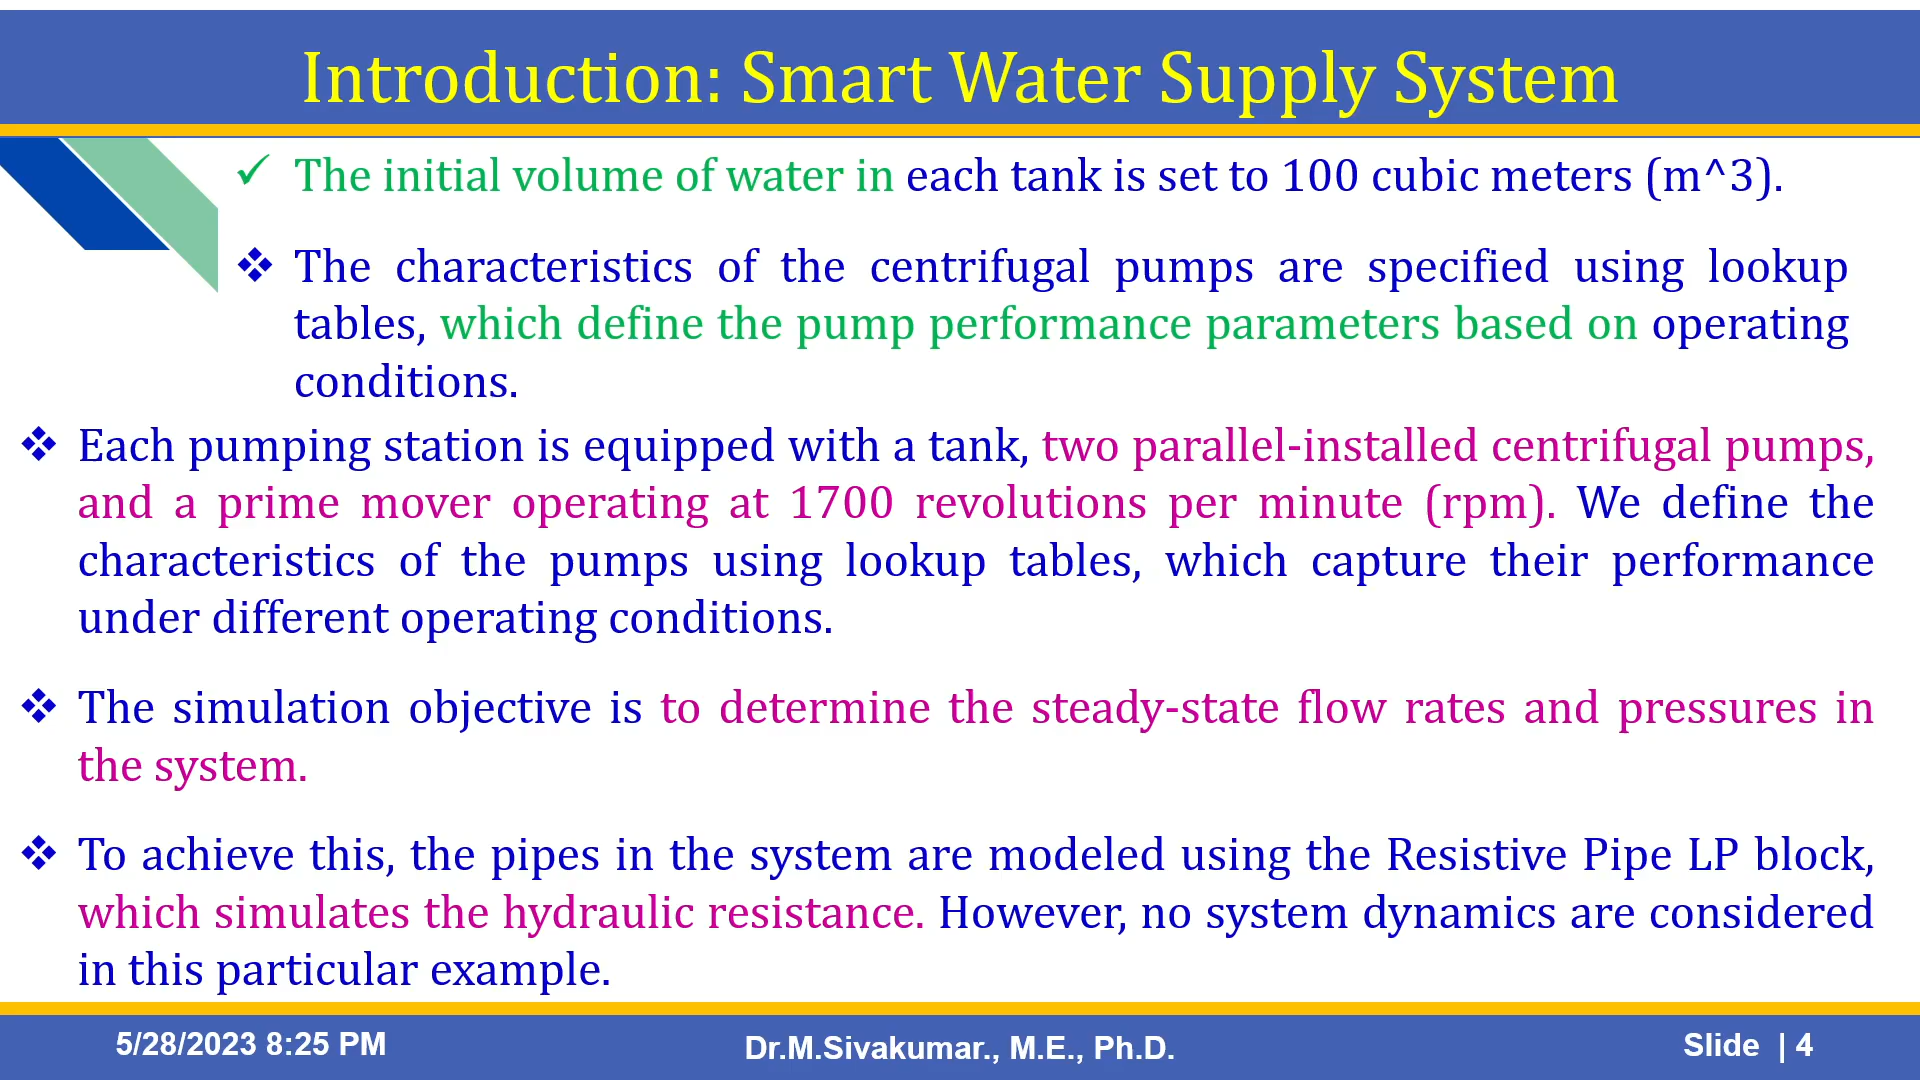 Introduction: Smart Water Supply System
✓ The initial volume of water in each tank is set to 100 cubic meters (m^3).
❖ The characteristics of the centrifugal pumps are specified using lookup
tables, which define the pump performance parameters based on operating
conditions.
❖ Each pumping station is equipped with a tank, two parallel-installed centrifugal pumps,
and a prime mover operating at 1700 revolutions per minute (rpm). We define the
characteristics of the pumps using lookup tables, which capture their performance
under different operating conditions.
❖ The simulation objective is to determine the steady-state flow rates and pressures in
the system.
❖ To achieve this, the pipes in the system are modeled using the Resistive Pipe LP block,
which simulates the hydraulic resistance. However, no system dynamics are considered
in this particular example.
5/28/2023 8:25 PM
Dr.M.Sivakumar., M.E., Ph.D.
Slide | 4